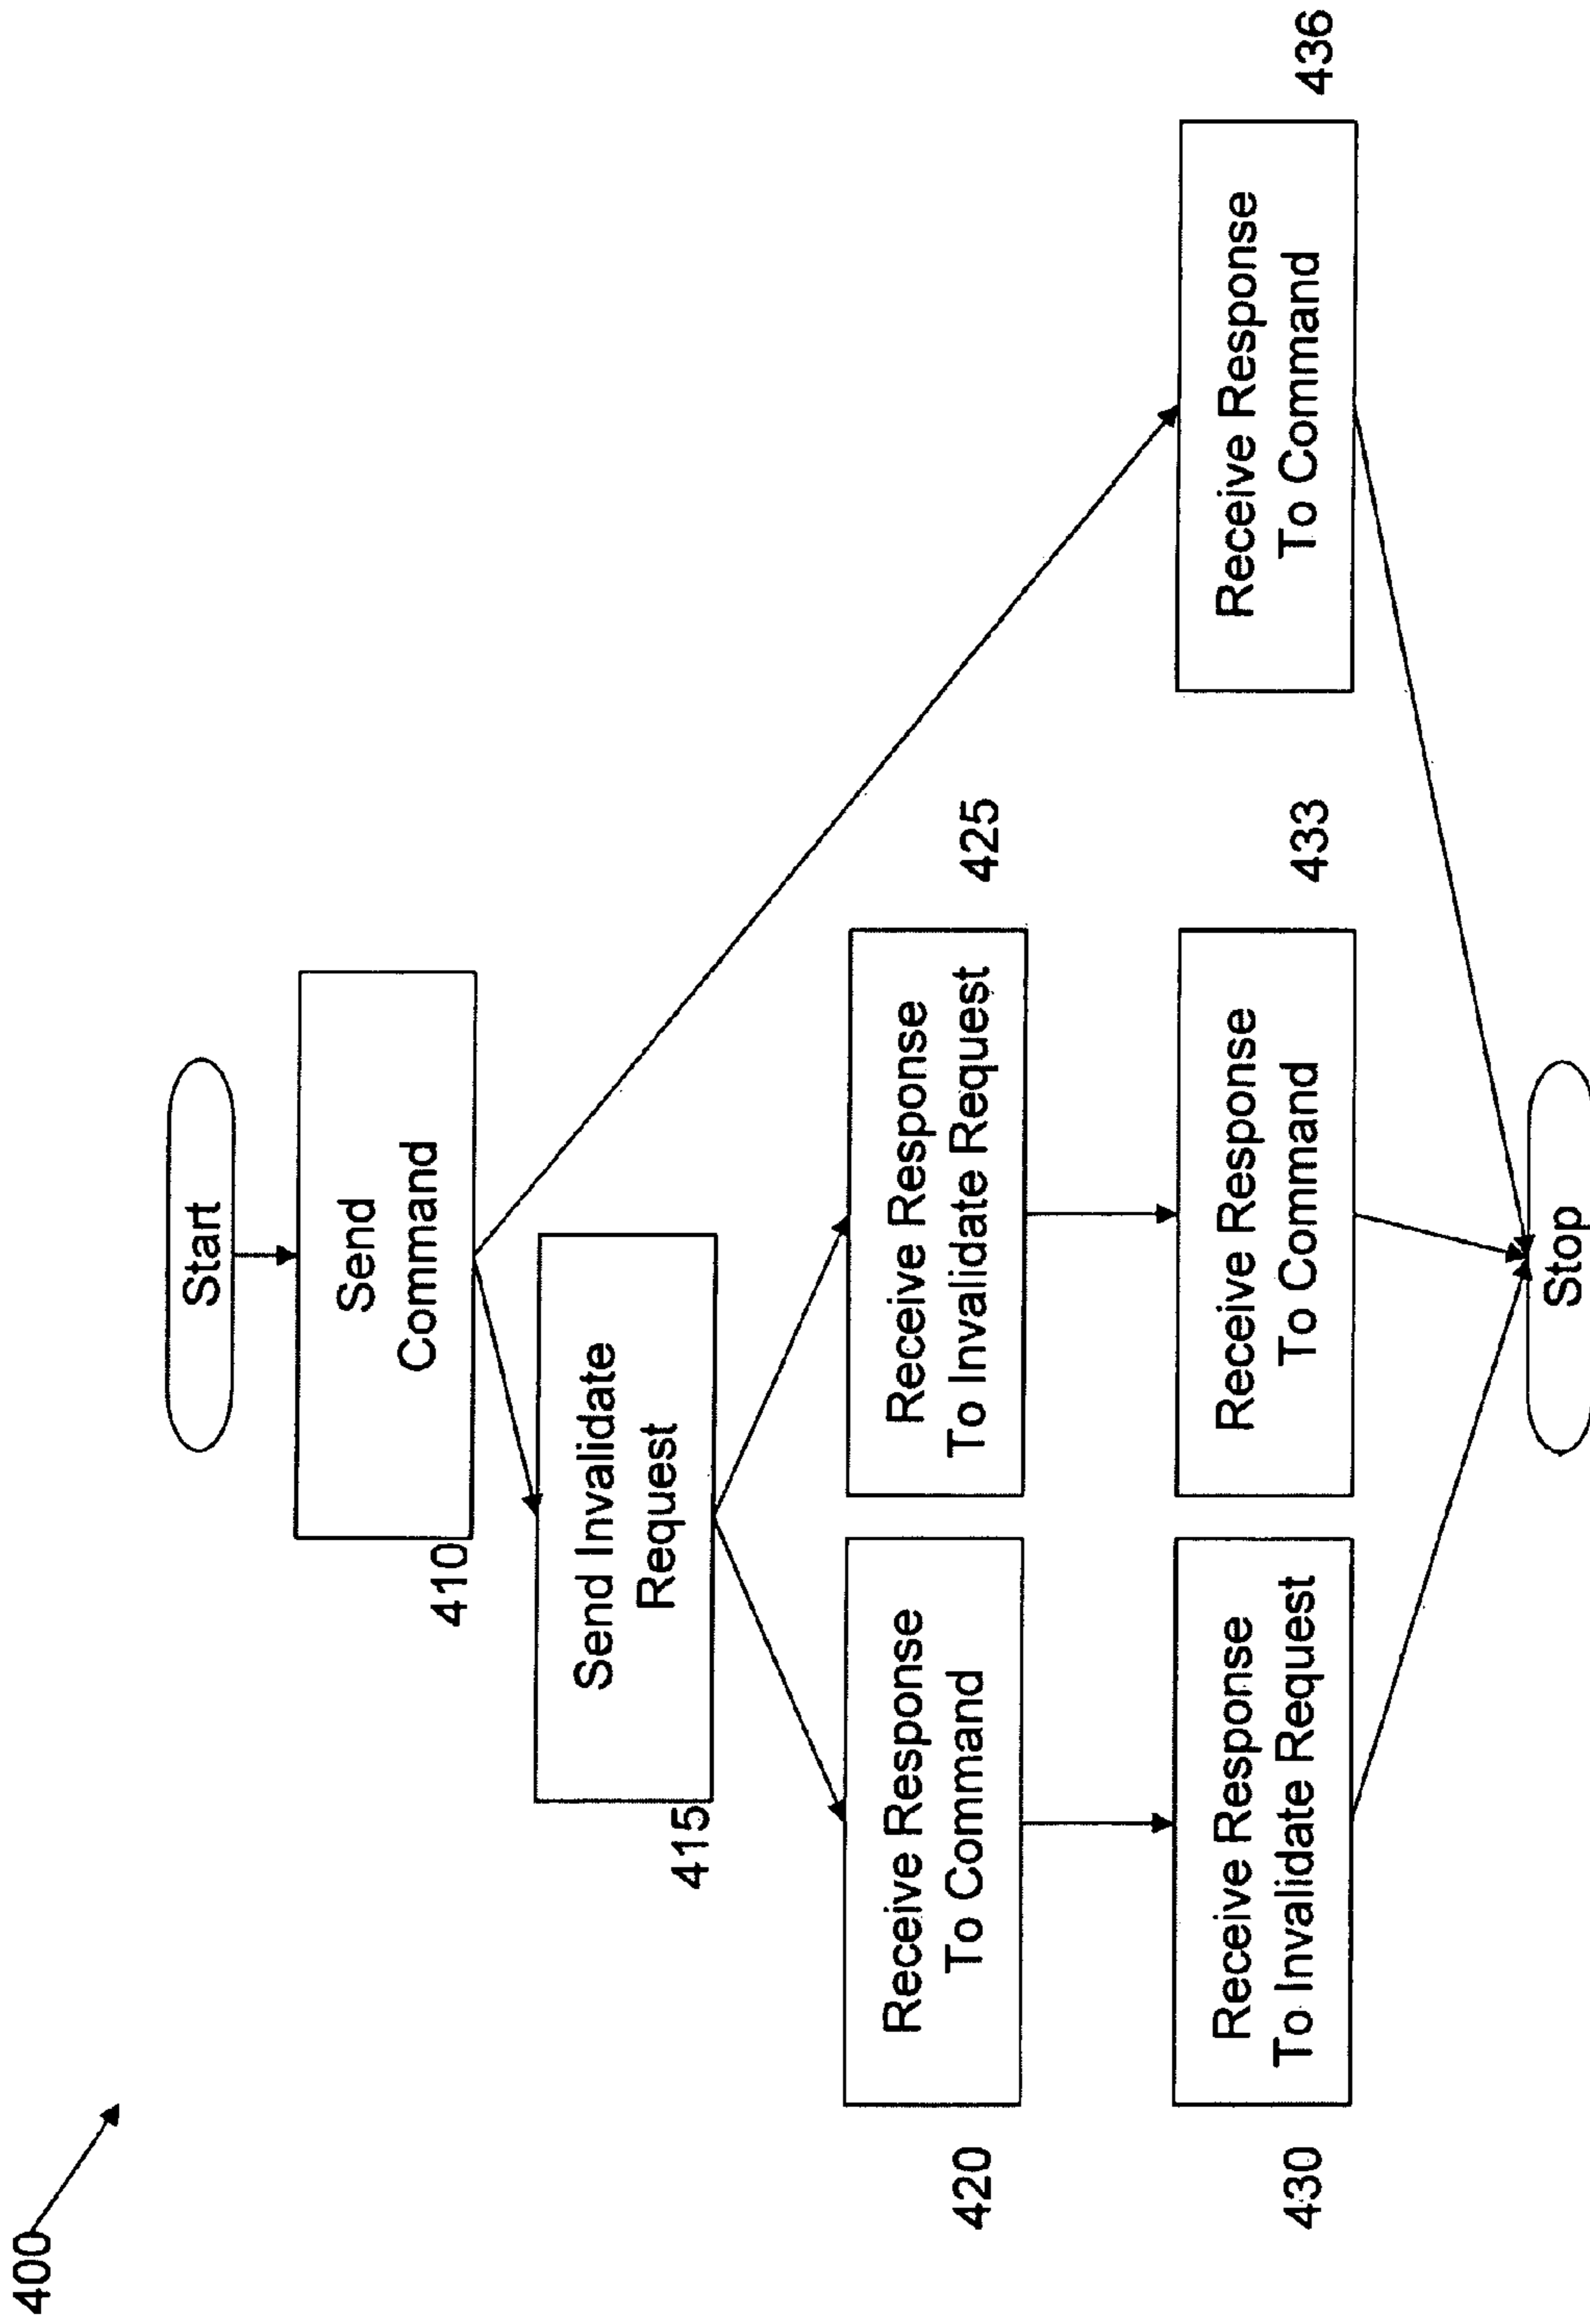 400
Start
Send
Command
410
Send Invalidate
Request
415
Receive Response
To Command
420
Receive Response
To Invalidate Request
425
Receive Response
To Invalidate Request
430
Receive Response
To Command
433
Receive Response
To Command
436
Stop